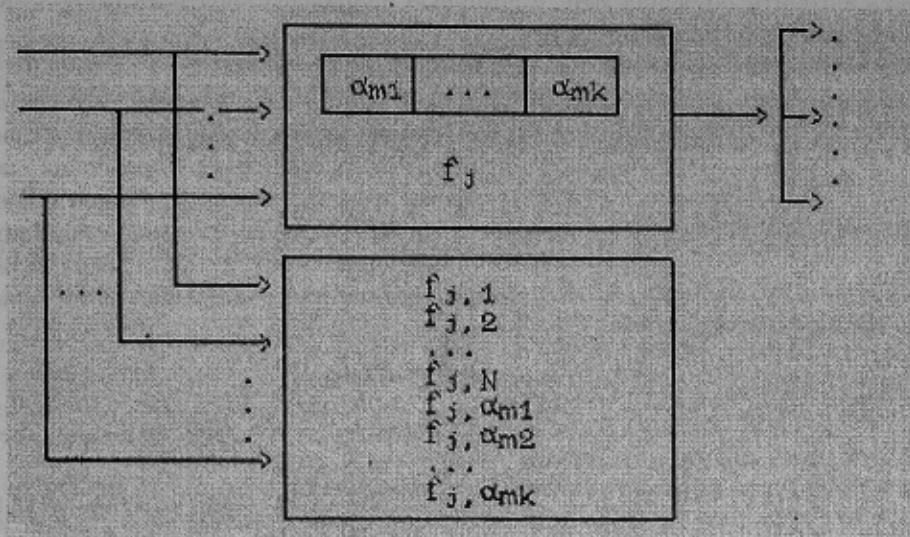 αm1 ... αmk
fj
...
fj,1
fj,2
...
fj,N
fj,αm1
fj,αm2
...
fj,αmk